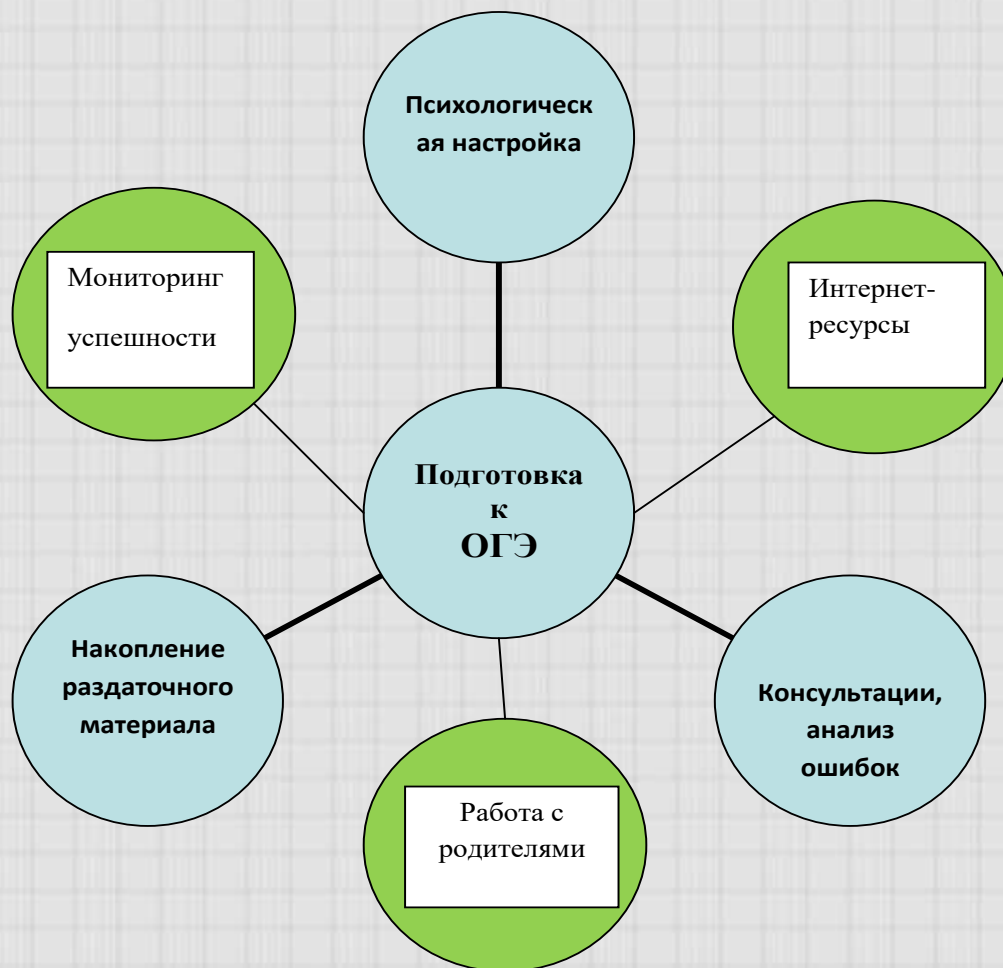 Психологическ
ая настройка
Мониторинг
успешности
Интернет-
ресурсы
Подготовка
к
ОГЭ
Накопление
раздаточного
материала
Консультации,
анализ
ошибок
Работа с
родителями